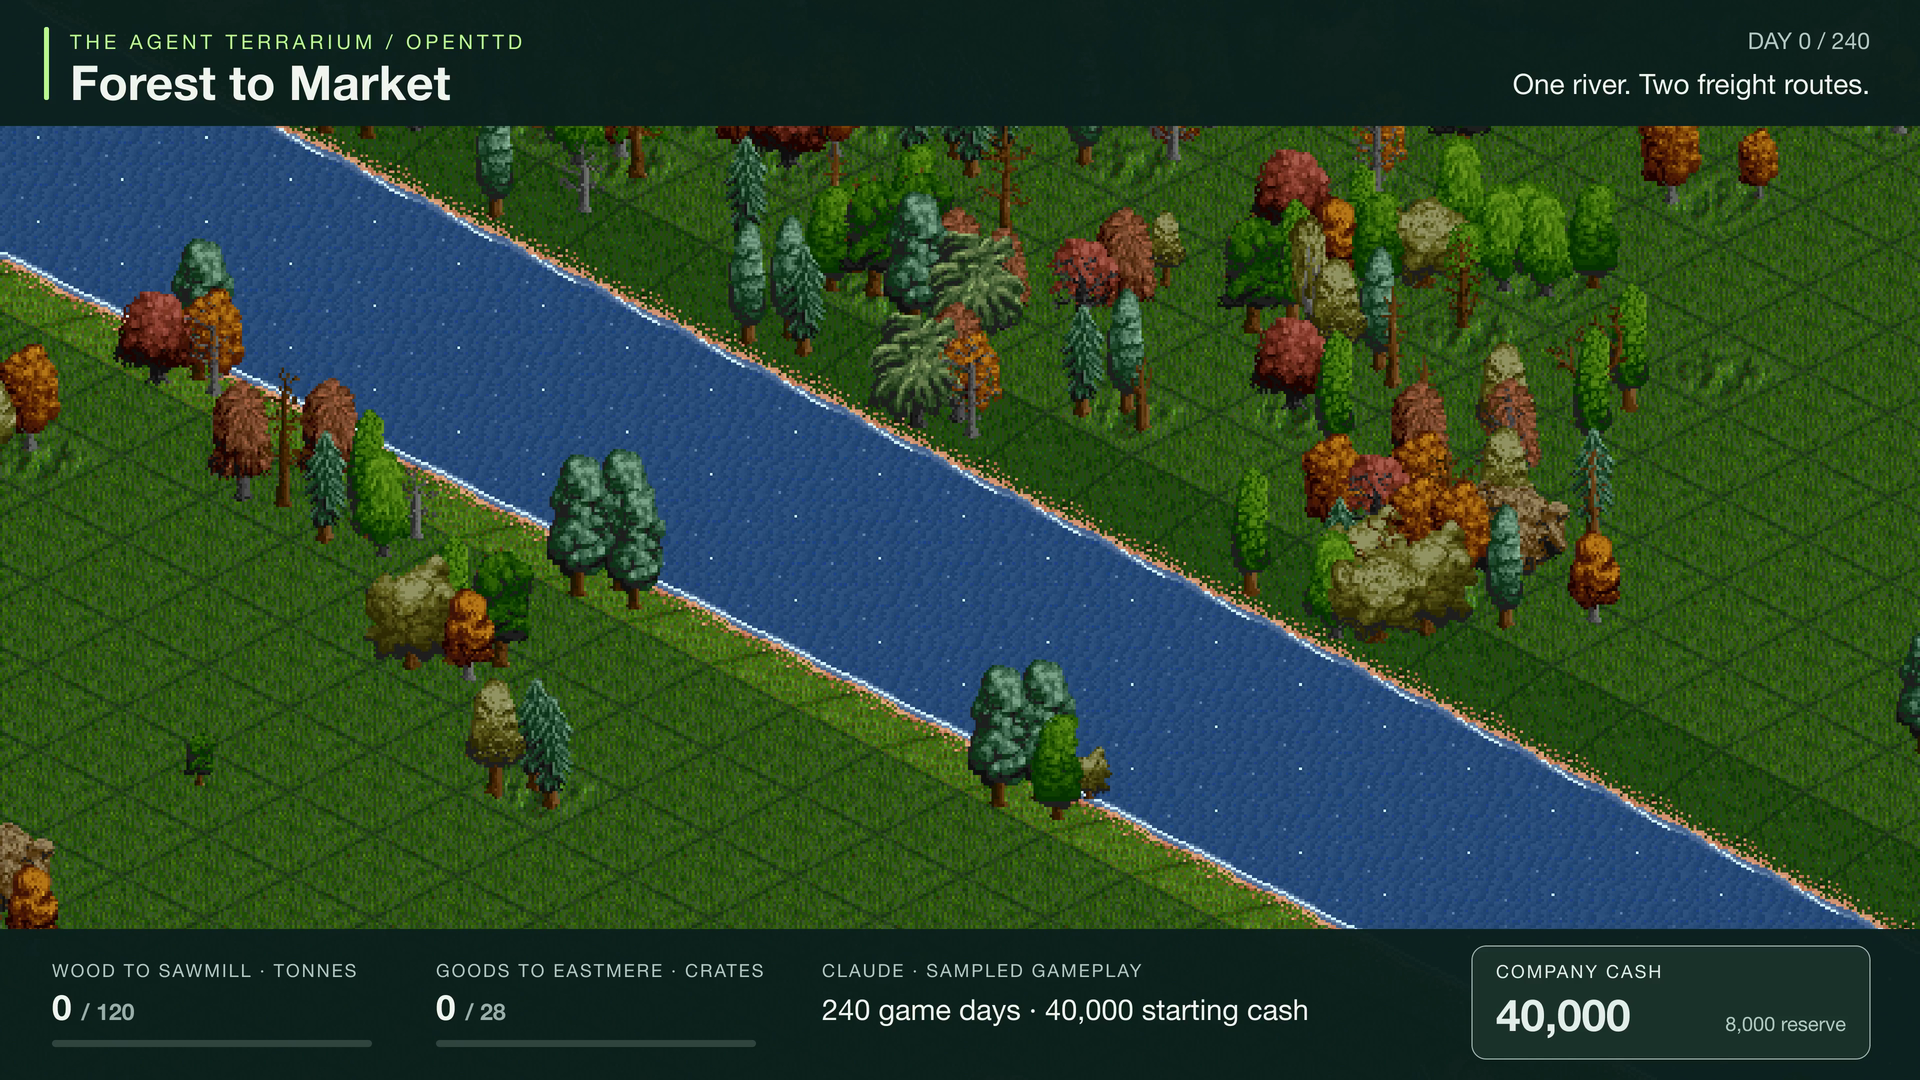 THE AGENT TERRARIUM / OPENTTD
Forest to Market
DAY 0 / 240
One river. Two freight routes.
WOOD TO SAWMILL · TONNES
0 / 120
GOODS TO EASTMERE · CRATES
0 / 28
CLAUDE · SAMPLED GAMEPLAY
240 game days · 40,000 starting cash
COMPANY CASH
40,000
8,000 reserve